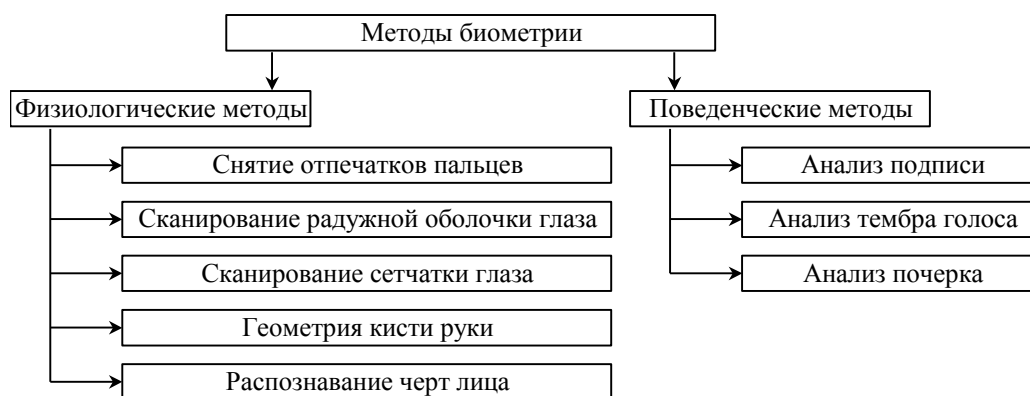 Методы биометрии
Физиологические методы
Снятие отпечатков пальцев
Сканирование радужной оболочки глаза
Сканирование сетчатки глаза
Геометрия кисти руки
Распознавание черт лица
Поведенческие методы
Анализ подписи
Анализ тембра голоса
Анализ почерка